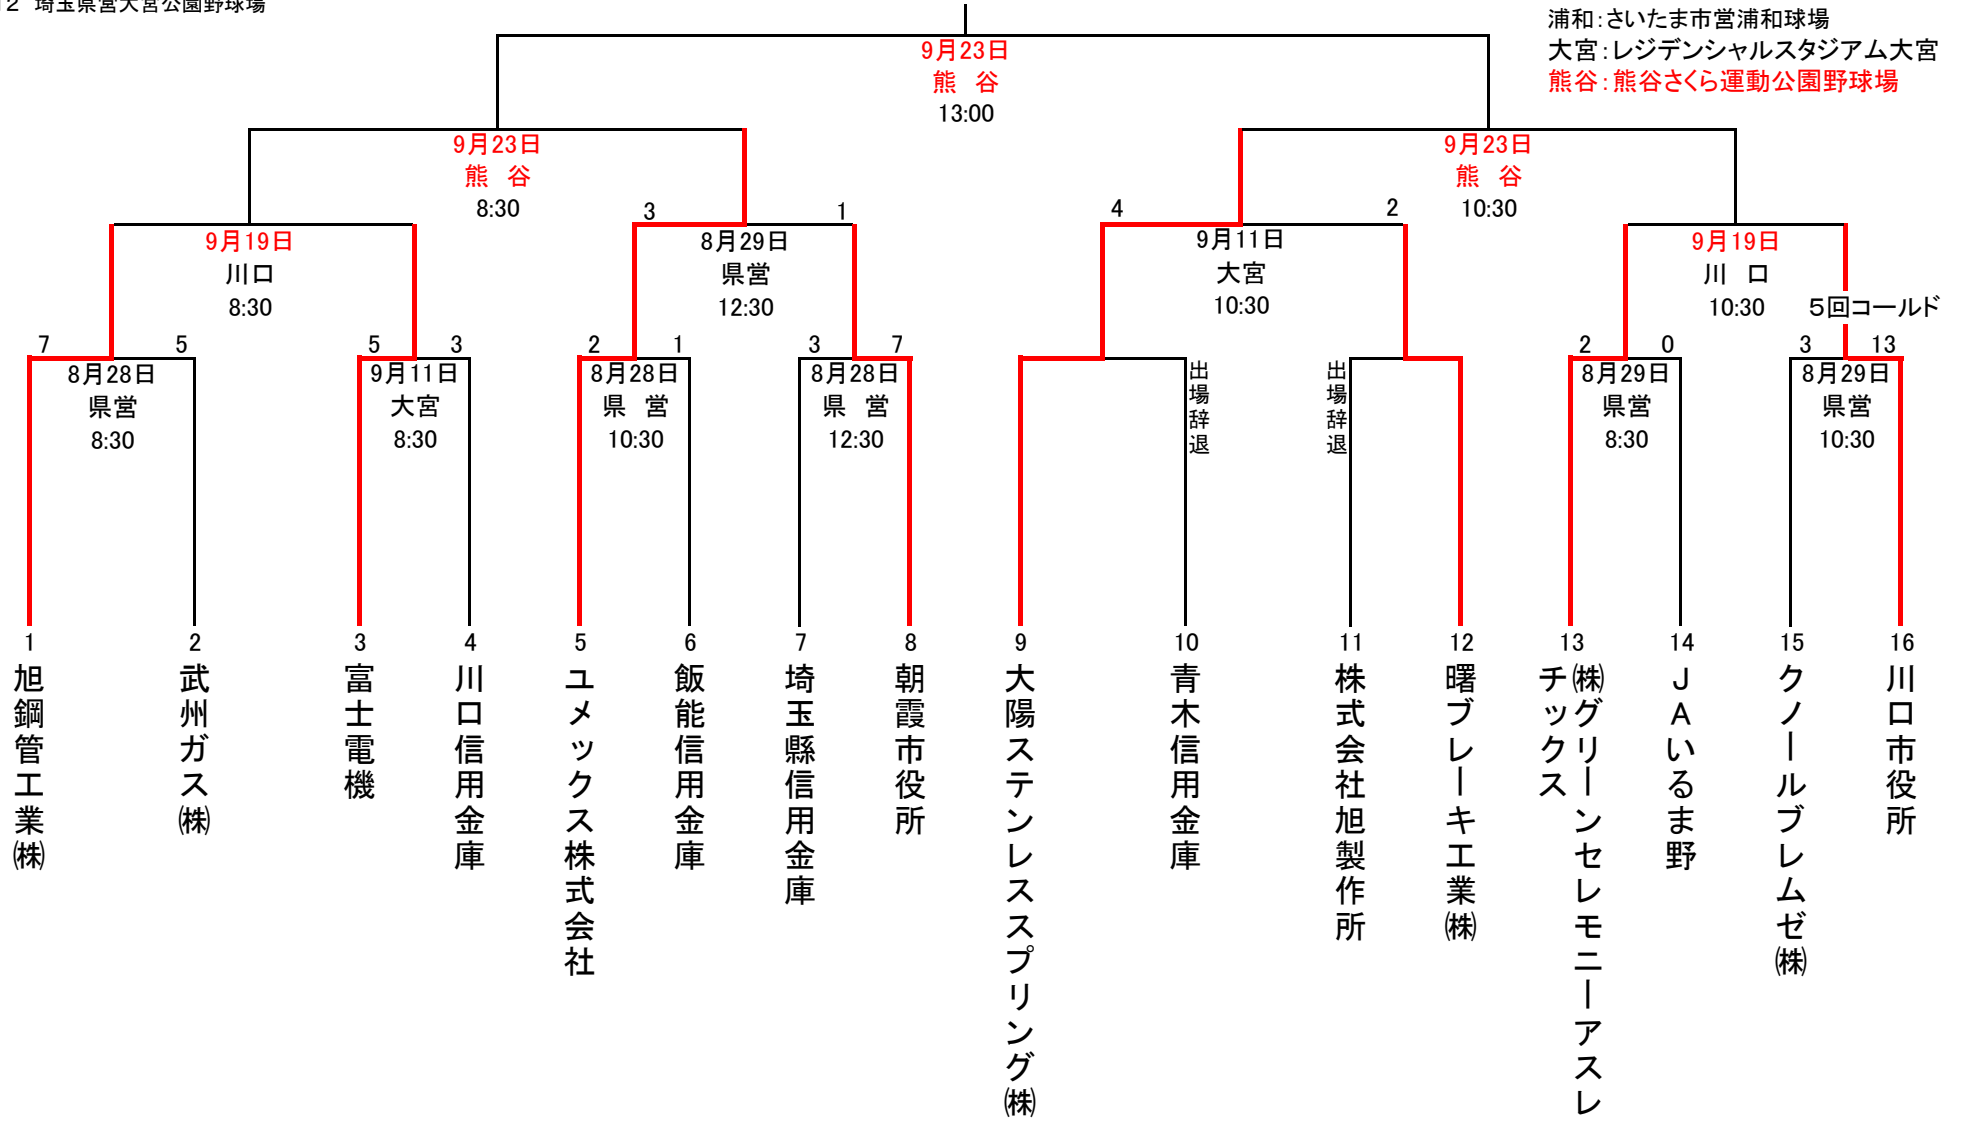 12 埼玉県営大宮公園野球場
浦和：さいたま市営浦和球場
大宮：レジデンシャルスタジアム大宮
熊谷：熊谷さくら運動公園野球場
9月23日
熊 谷
13:00
9月23日
熊 谷
8:30
9月23日
熊 谷
10:30
3
1
4
2
9月19日
川口
8:30
8月29日
県営
12:30
9月11日
大宮
10:30
9月19日
川 口
10:30
5回コールド
7
5
5
3
2
1
3
7
2
0
3
13
8月28日
県営
8:30
9月11日
大宮
8:30
8月28日
県 営
10:30
8月28日
県 営
12:30
出場辞退
出場辞退
8月29日
県営
8:30
8月29日
県営
10:30
1
2
3
4
5
6
7
8
9
10
11
12
13
14
15
16
旭鋼管工業㈱
武州ガス㈱
富士電機
川口信用金庫
ユメックス株式会社
飯能信用金庫
埼玉縣信用金庫
朝霞市役所
大陽ステンレススプリング㈱
青木信用金庫
株式会社旭製作所
曙ブレーキ工業㈱
㈱グリーンセレモニーアスレ
チックス
ＪＡいるま野
クノールブレムゼ㈱
川口市役所